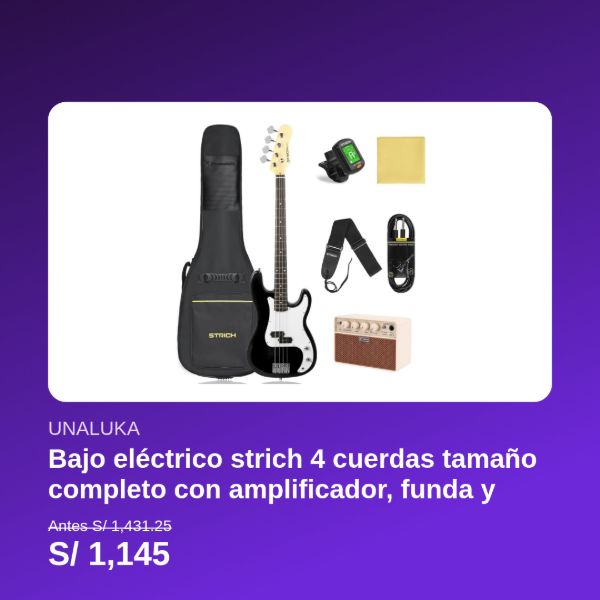 STRICH
UNALUKA
Bajo eléctrico strich 4 cuerdas tamaño
completo con amplificador, funda y
Antes S/ 1,431.25
S/ 1,145